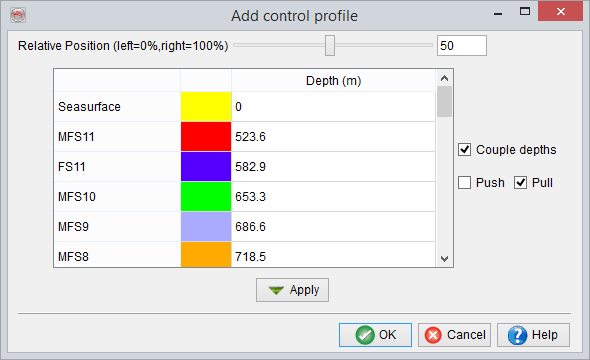 Add control profile
Relative Position (left=0%,right=100%) 50
Depth (m)
Seasurface 0
MFS11 523.6
FS11 582.9
MFS10 653.3
MFS9 686.6
MFS8 718.5
Couple depths
Push Pull
Apply
OK Cancel Help